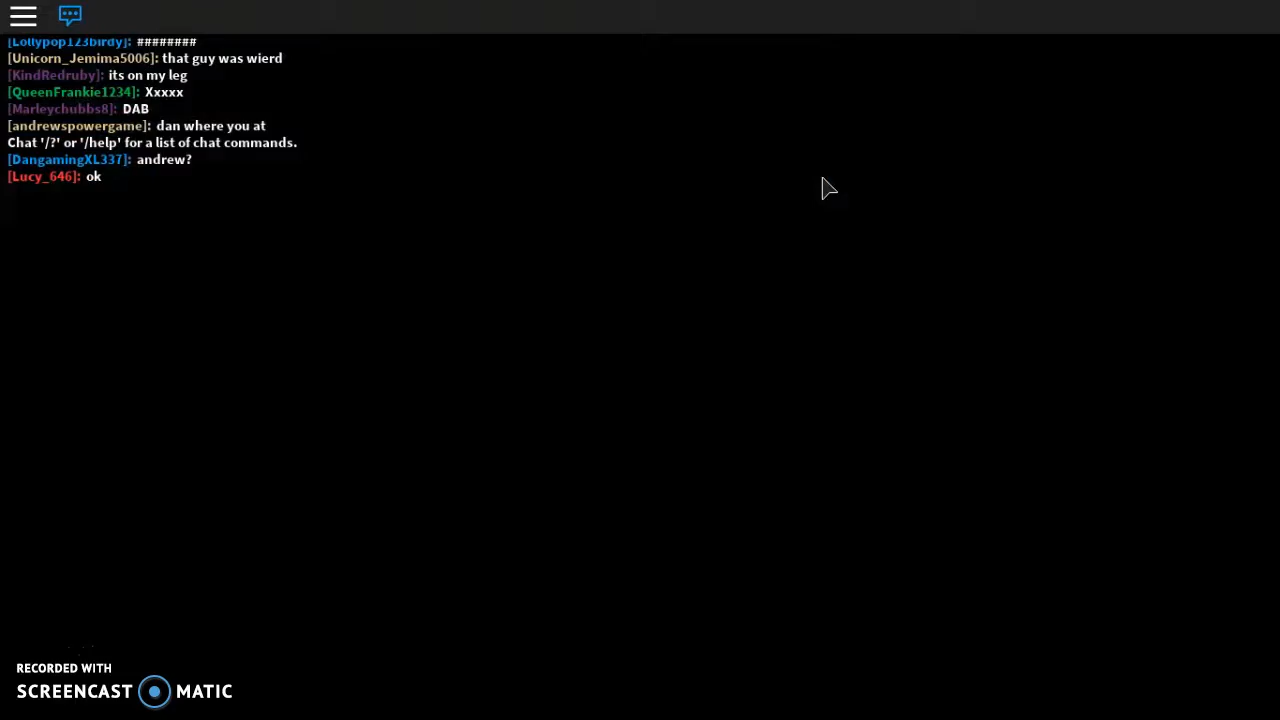 [Lollypop123birdy]: ########
[Unicorn_Jemima5006]: that guy was wierd
[KindRedruby]: its on my leg
[QueenFrankie1234]: Xxxxx
[Marleychubbs8]: DAB
[andrewspowergame]: dan where you at
Chat '/?' or '/help' for a list of chat commands.
[DangamingXL337]: andrew?
[Lucy_646]: ok
RECORDED WITH
SCREENCAST MATIC